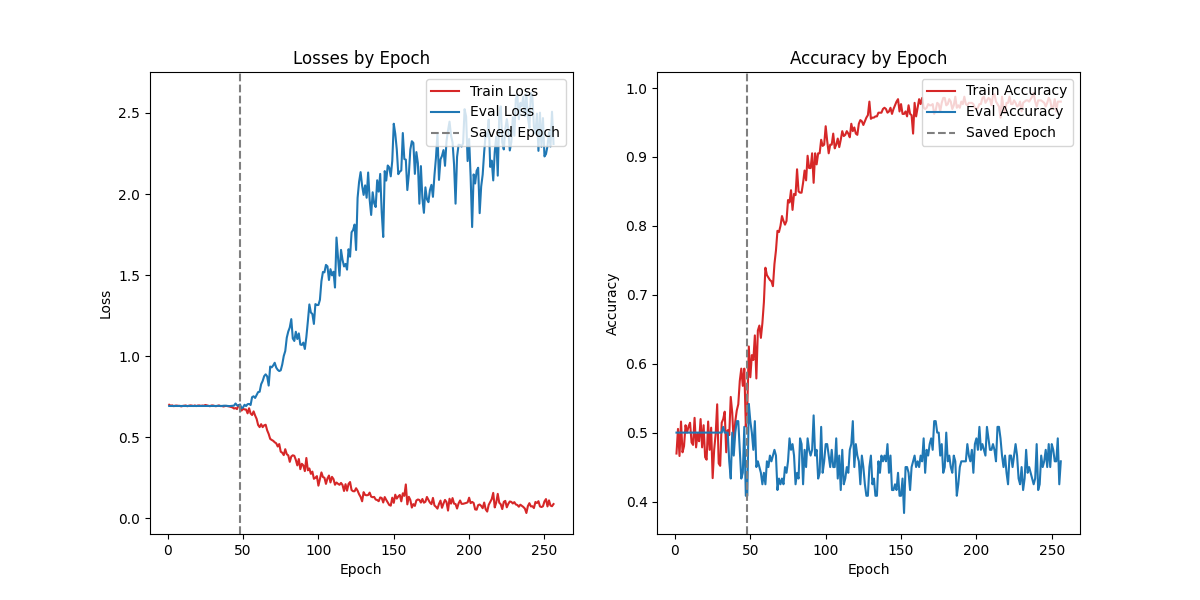 Losses by Epoch
Train Loss
Eval Loss
Saved Epoch
Loss
2.5
2.0
1.5
1.0
0.5
0.0
0
50
100
150
200
250
Epoch
Accuracy by Epoch
Train Accuracy
Eval Accuracy
Saved Epoch
Accuracy
1.0
0.9
0.8
0.7
0.6
0.5
0.4
0
50
100
150
200
250
Epoch